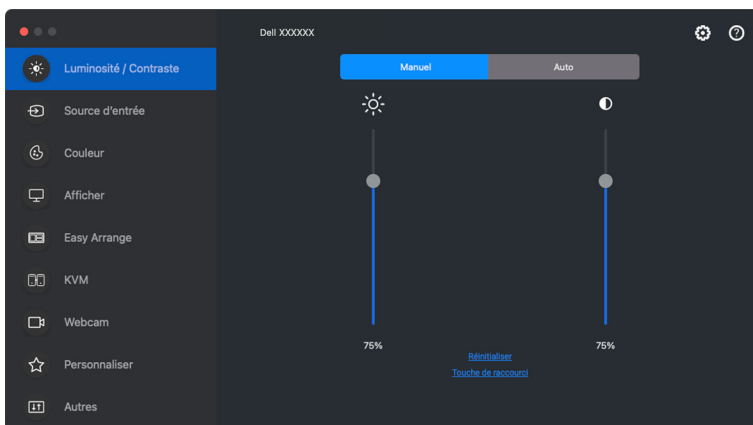 Dell XXXXXX
Luminosité / Contraste
Manuel
Auto
Source d'entrée
Couleur
Afficher
Easy Arrange
KVM
Webcam
75%
75%
Réinitialiser
Personnaliser
Touche de raccourci
Autres